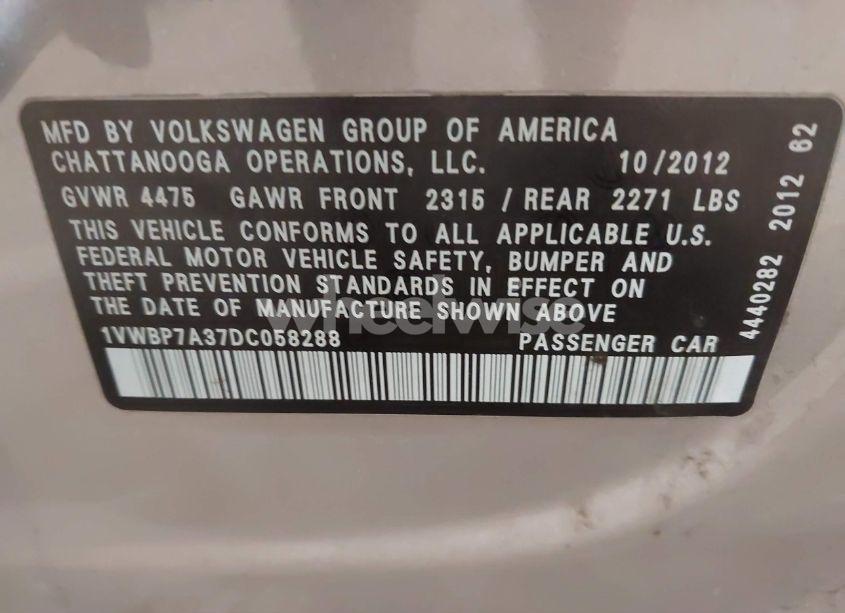 MFD BY VOLKSWAGEN GROUP OF AMERICA
CHATTANOOGA OPERATIONS, LLC. 10/2012
GVWR 4475 GAWR FRONT 2315 / REAR 2271 LBS
THIS VEHICLE CONFORMS TO ALL APPLICABLE U.S.
FEDERAL MOTOR VEHICLE SAFETY, BUMPER AND
THEFT PREVENTION STANDARDS IN EFFECT ON
THE DATE OF MANUFACTURE SHOWN ABOVE
1VWBP7A37DC058288 PASSENGER CAR
4440282 2012 62
wheelwise